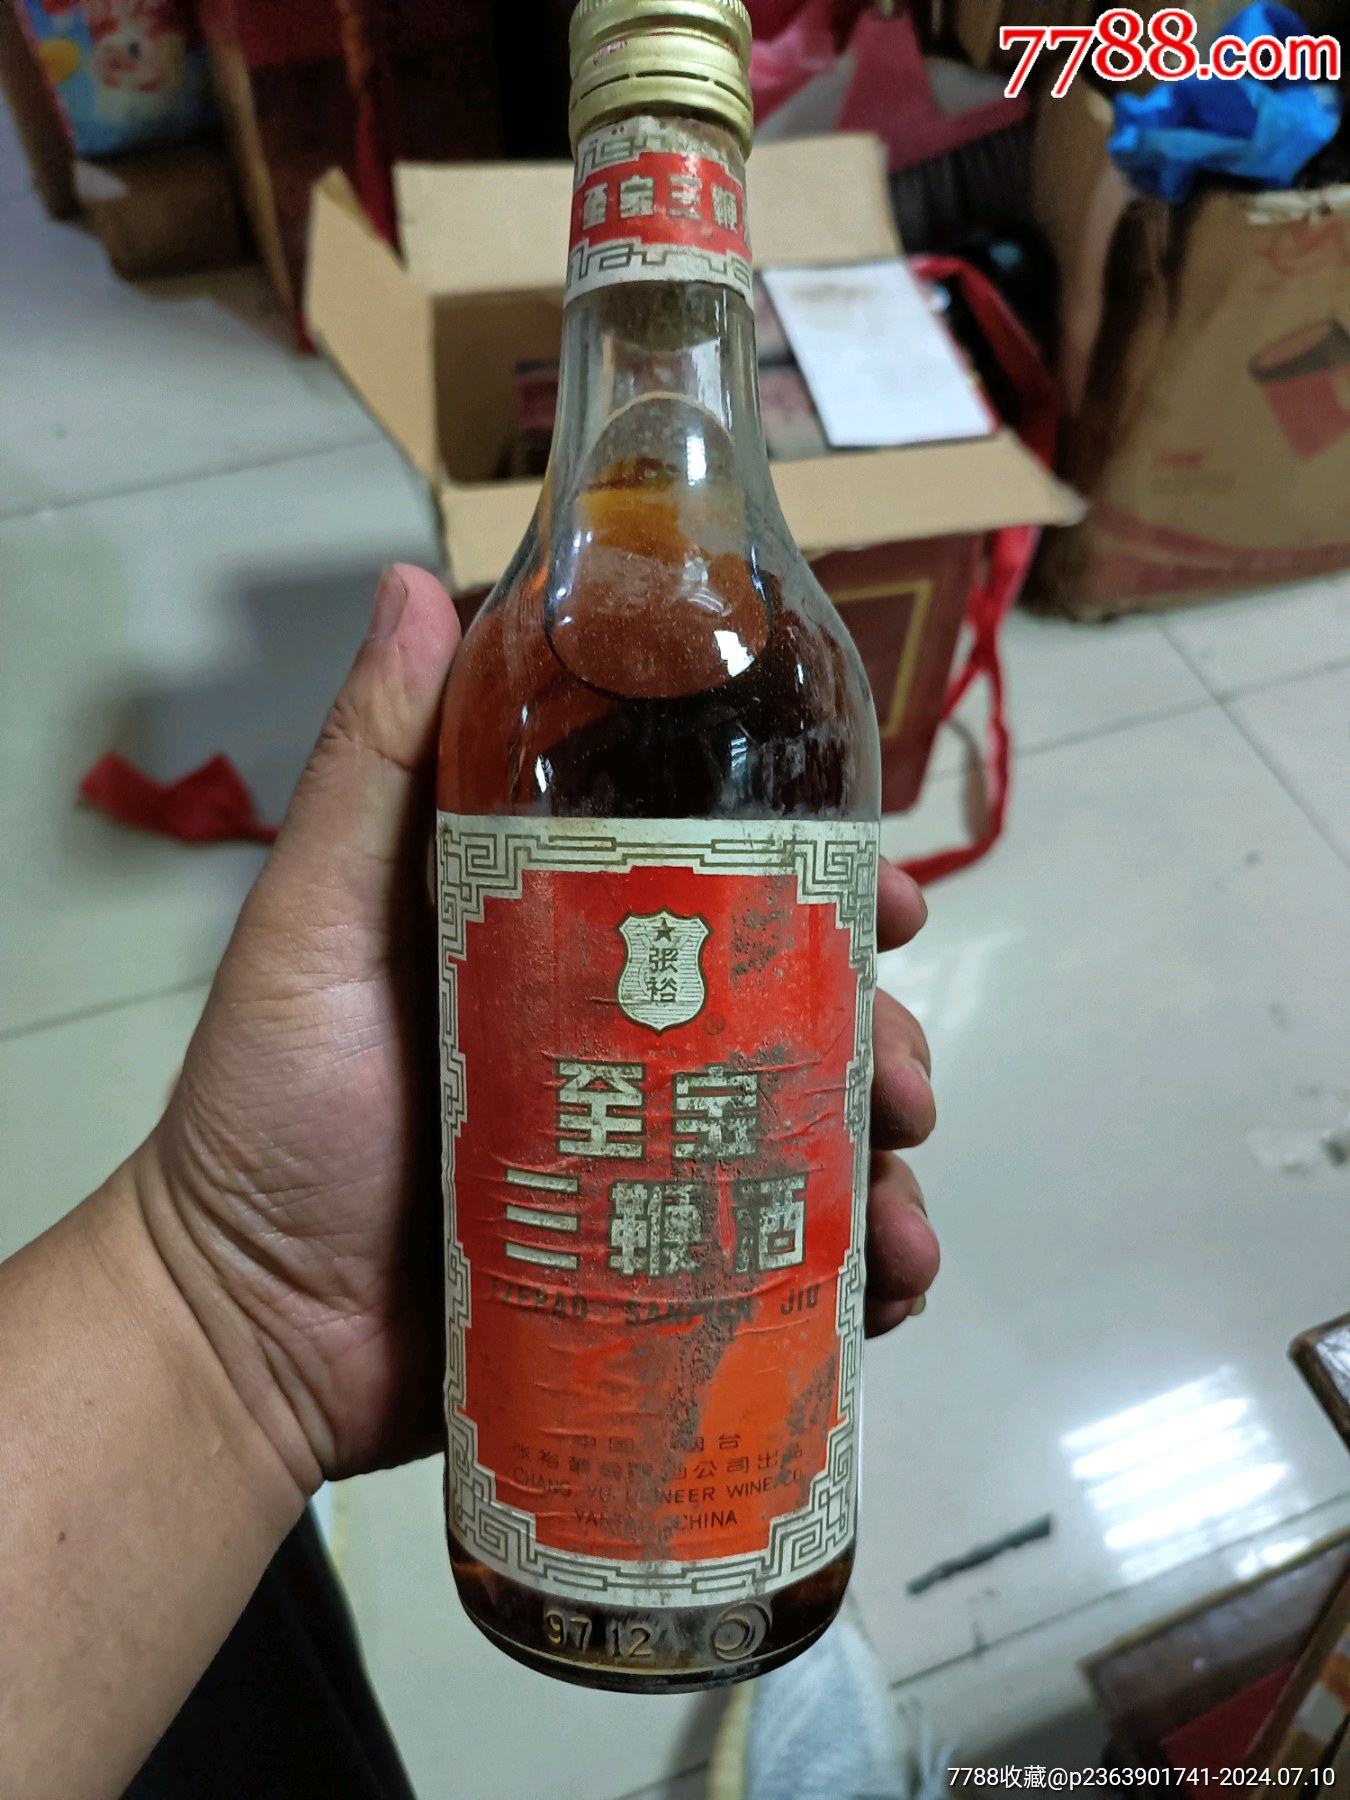 7788.com
至宝三鞭
张
裕
至宝
三鞭酒
TZEPAO SANPIEN JIU
中国 烟台
张裕葡萄酿酒公司出品
CHANG YU PIONEER WINE CO.
YANTAI CHINA
97 12
7788收藏@p2363901741-2024.07.10